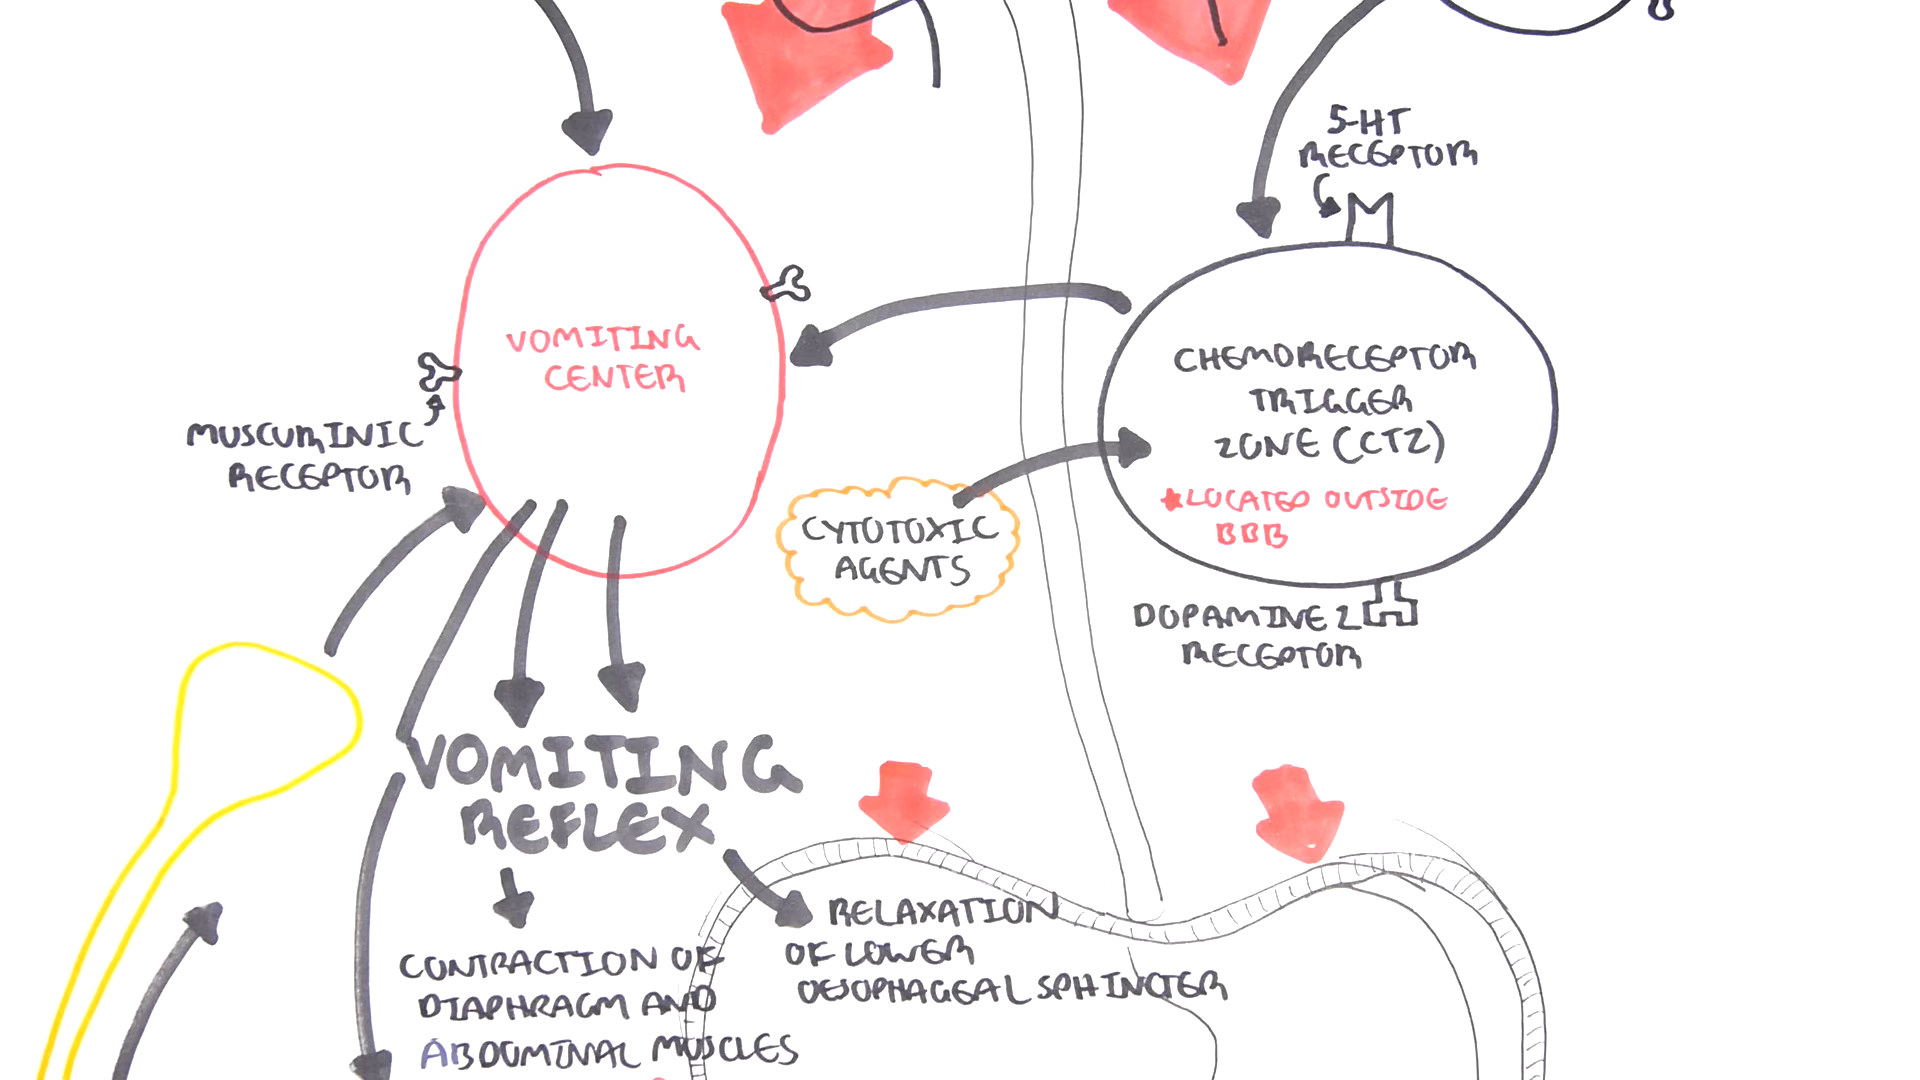 5-HT
RECEPTOR
VOMITING
CENTER
CHEMORECEPTOR
TRIGGER
ZONE (CTZ)
*LOCATED OUTSIDE
BBB
MUSCURINIC
RECEPTOR
CYTOTOXIC
AGENTS
DOPAMINE 2
RECEPTOR
VOMITING
REFLEX
RELAXATION
OF LOWER
OESOPHAGEAL SPHINCTER
CONTRACTION OF
DIAPHRAGM AND
ABDOMINAL MUSCLES